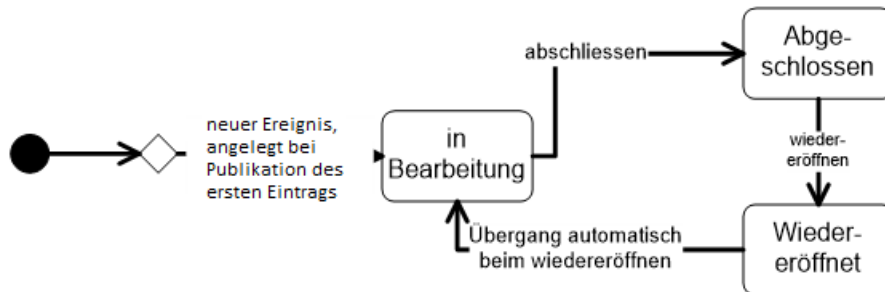 neuer Ereignis,
angelegt bei
Publikation des
ersten Eintrags
in
Bearbeitung
abschliessen
Abge-
schlossen
wieder-
eröffnen
Wieder-
eröffnet
Übergang automatisch
beim wiedereröffnen